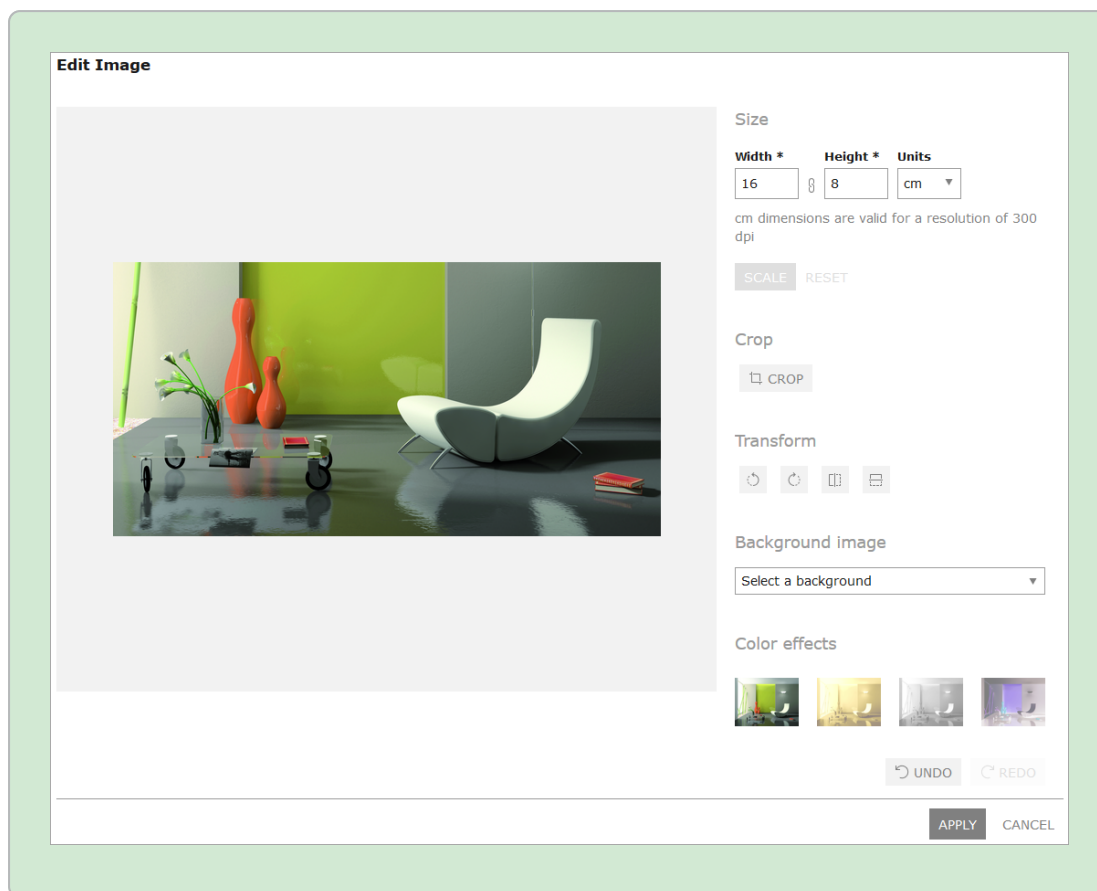 Edit Image
Size
Width * Height * Units
16 8 cm
cm dimensions are valid for a resolution of 300
dpi
SCALE RESET
Crop
CROP
Transform
Background image
Select a background
Color effects
UNDO REDO
APPLY CANCEL